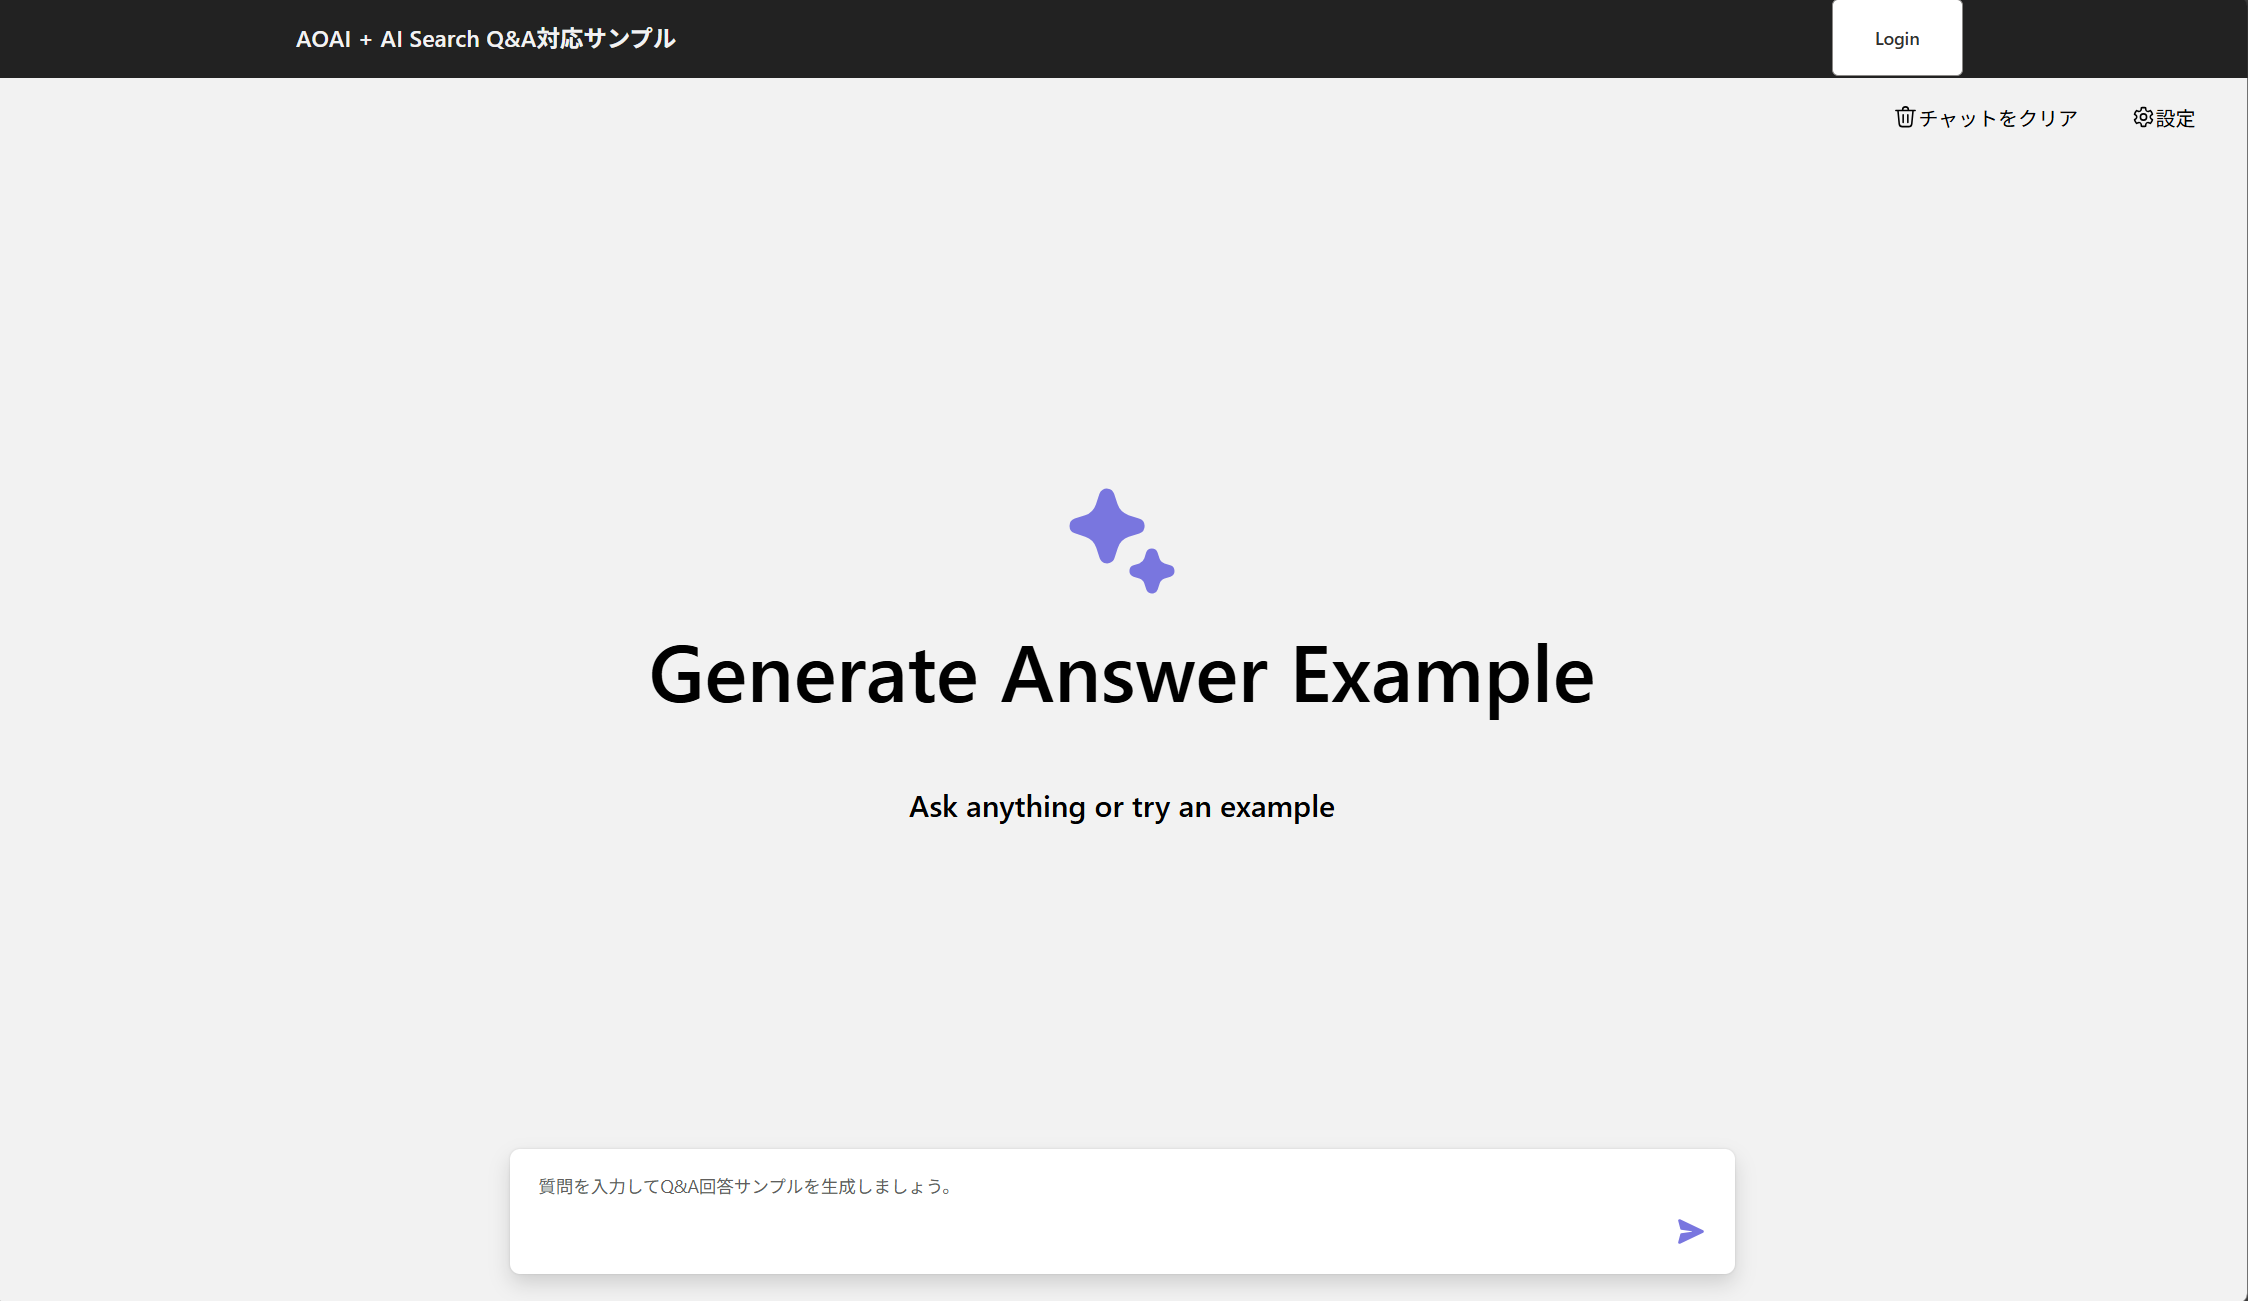 AOAI + AI Search Q&A対応サンプル
Login
チャットをクリア
設定
Generate Answer Example
Ask anything or try an example
質問を入力してQ&A回答サンプルを生成しましょう。